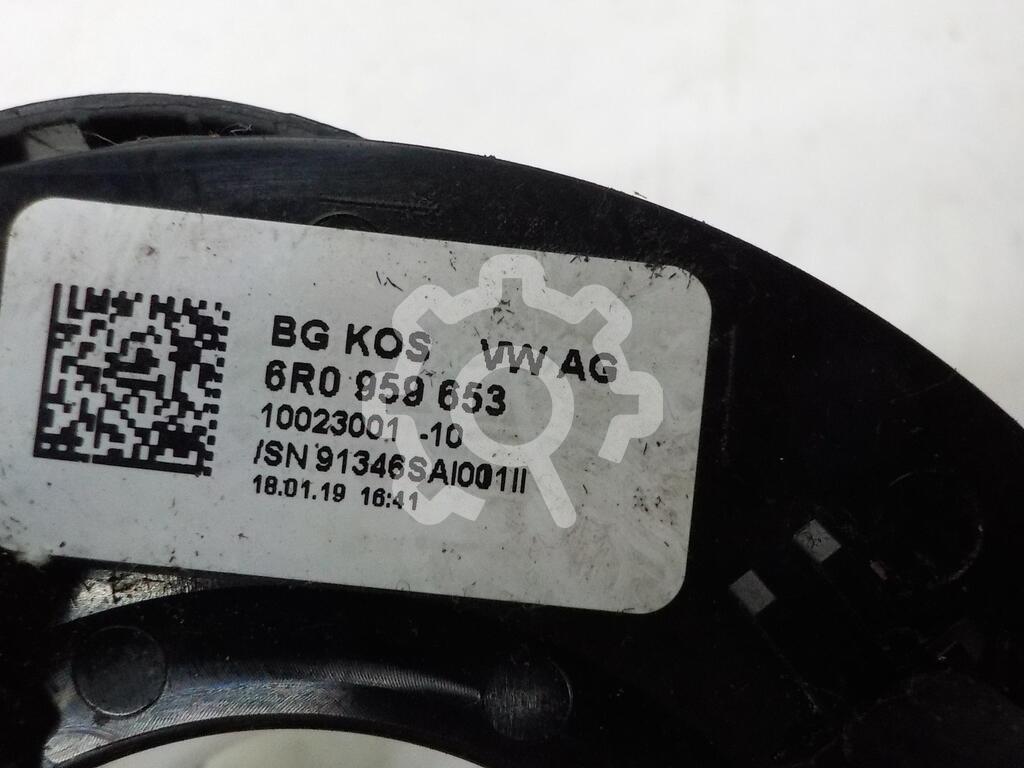 BG KOS VW AG
6R0 959 653
10023001 -10
/SN 91346SAI001II
18.01.19 16:41